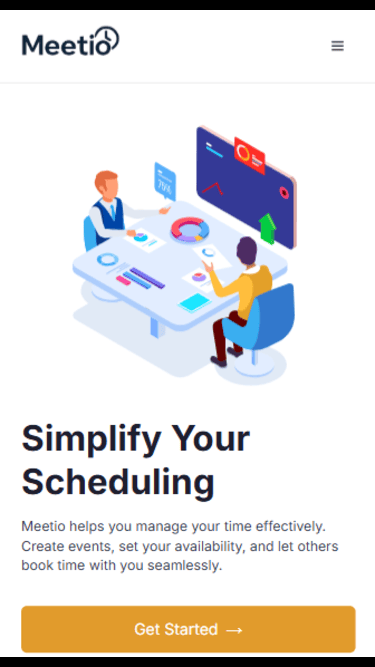 Meetio
76%
Simplify Your
Scheduling
Meetio helps you manage your time effectively.
Create events, set your availability, and let others
book time with you seamlessly.
Get Started →